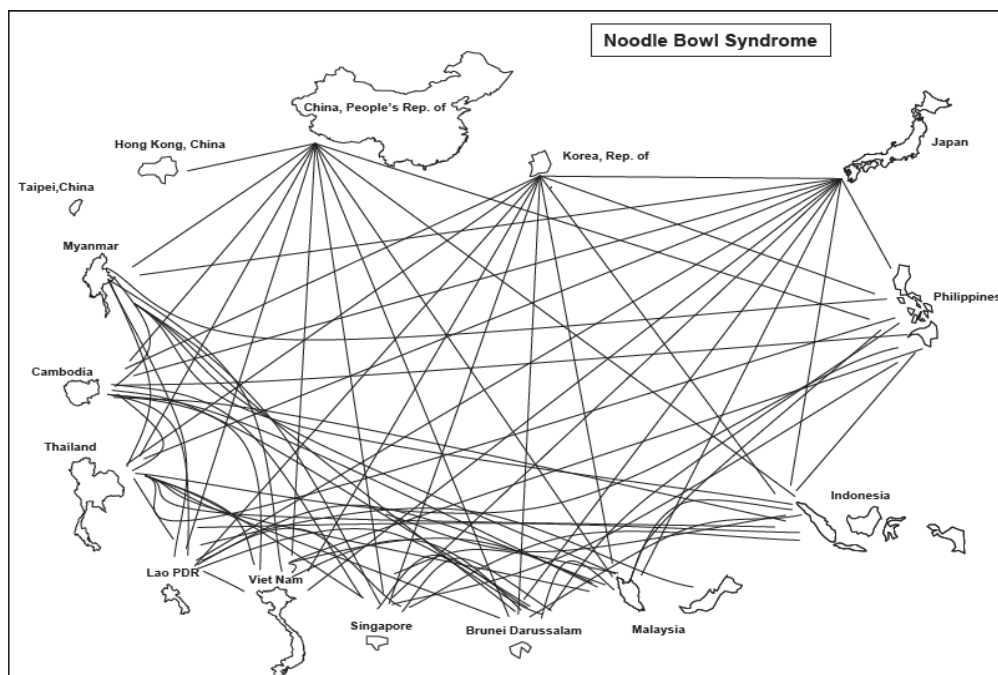 Noodle Bowl Syndrome
China, People's Rep. of
Hong Kong, China
Korea, Rep. of
Japan
Taipei,China
Myanmar
Philippines
Cambodia
Thailand
Indonesia
Lao PDR
Viet Nam
Singapore
Brunei Darussalam
Malaysia